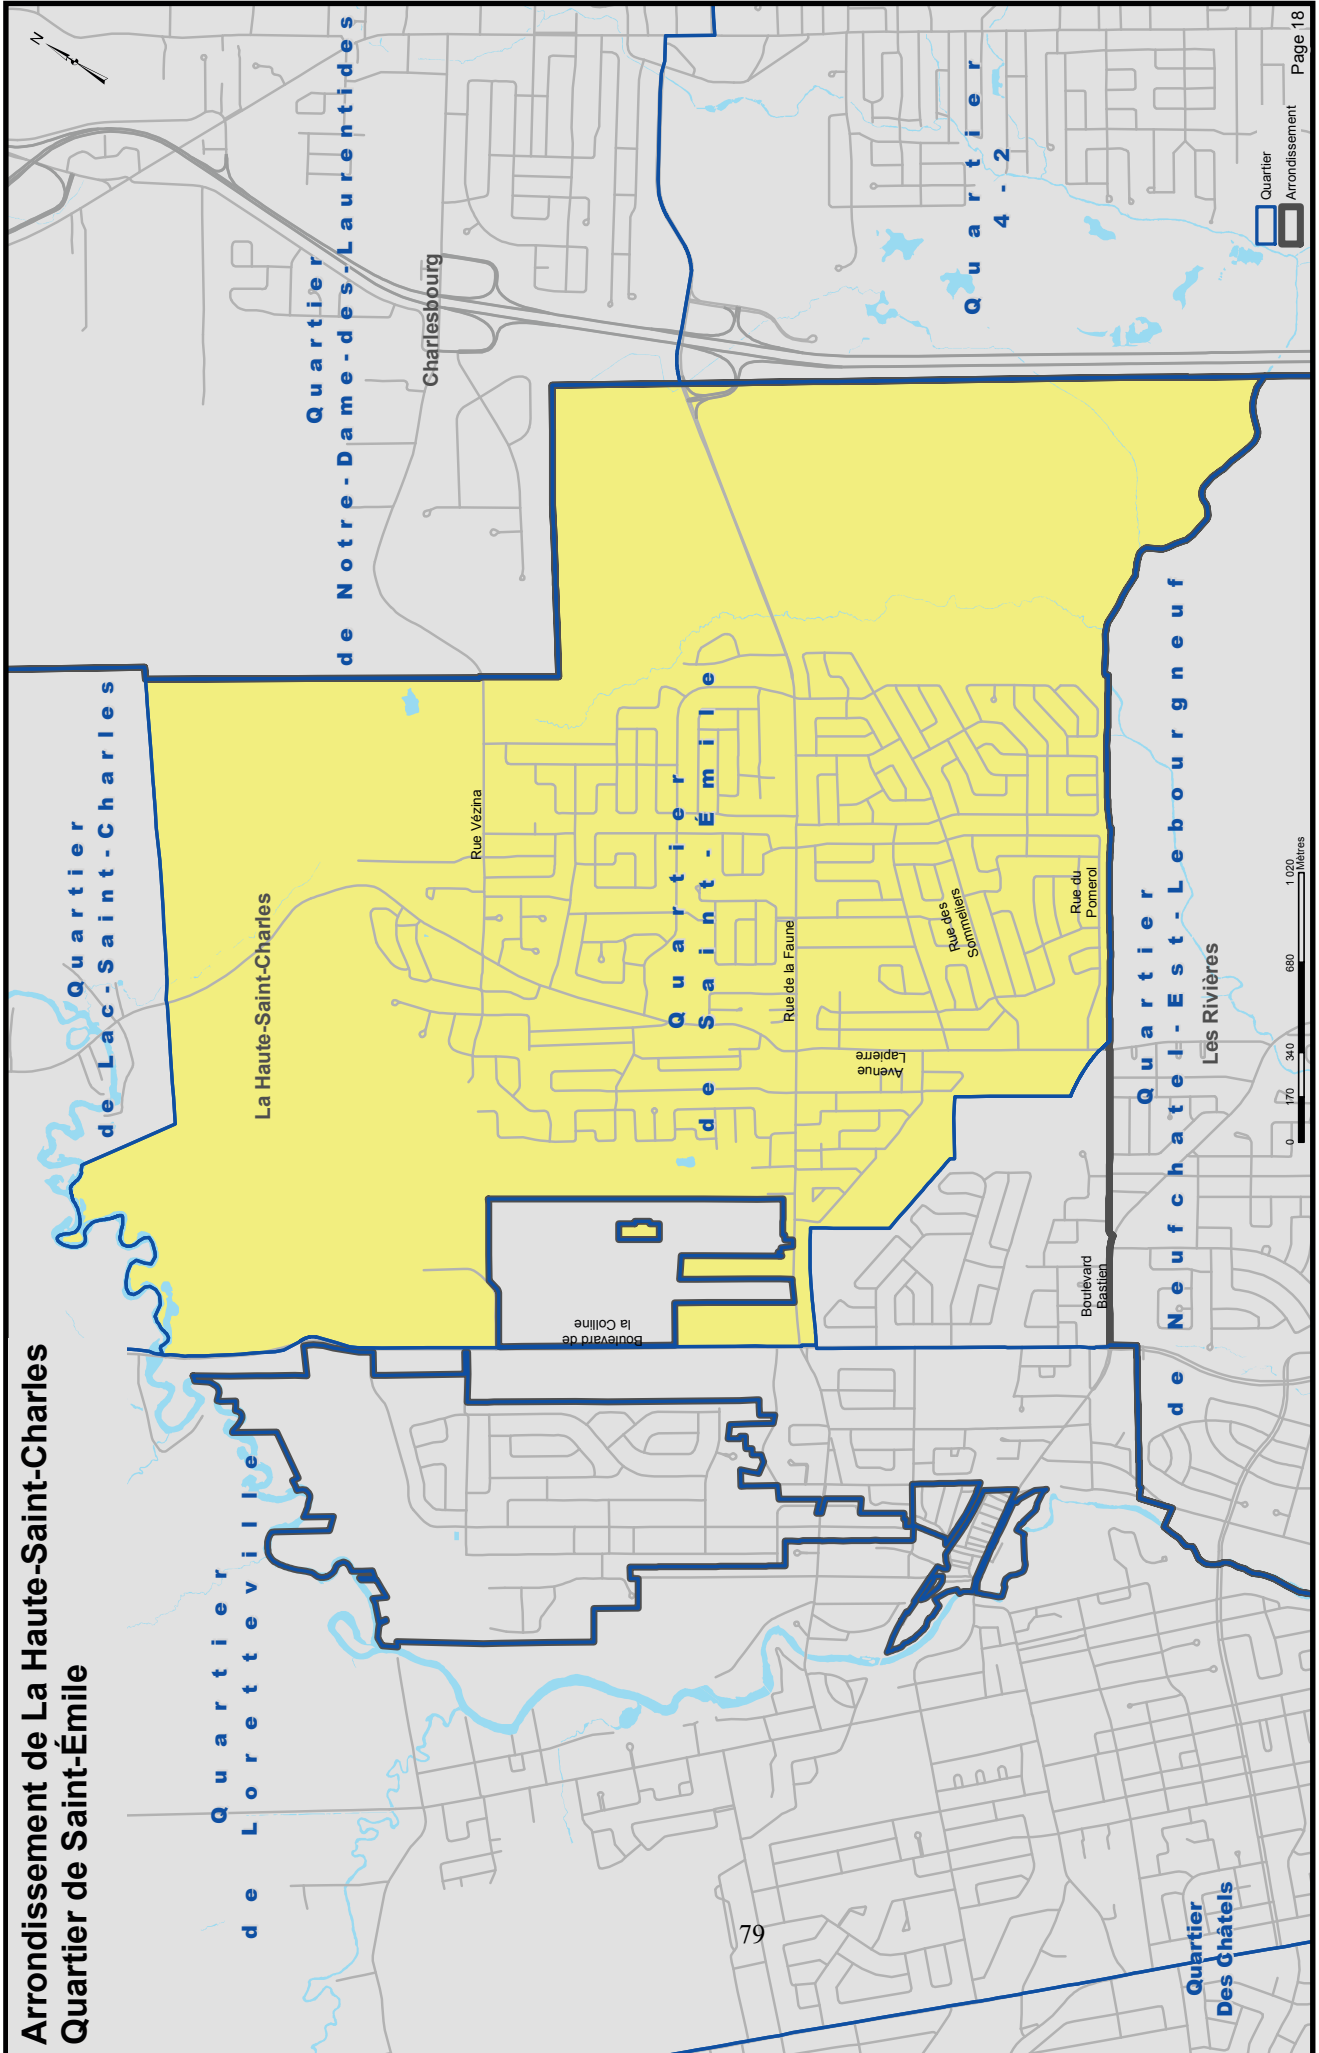 Arrondissement de La Haute-Saint-Charles
Quartier de Saint-Émile
N
Quartier
de Lac-Saint-Charles
Quartier
de Notre-Dame-des-Laurentides
Charlesbourg
La Haute-Saint-Charles
Quartier
de Loretteville
Rue Vézina
Quartier
de Saint-Émile
Boulevard de
la Colline
Rue de la Faune
Avenue
Lapierre
Rue des
Sommeliers
Rue du
Pomerol
Quartier
4-2
Boulevard
Bastien
Quartier
de Neufchatel-Est-Lebourgneuf
Les Rivières
Quartier
Des Châtels
0 170 340 680 1 020
Mètres
Quartier
Arrondissement
Page 18
79